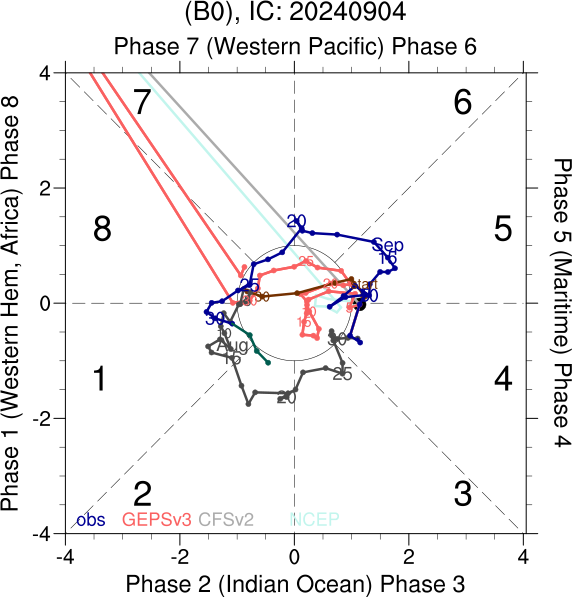 (B0), IC: 20240904
Phase 7 (Western Pacific) Phase 6
Phase 1 (Western Hem, Africa) Phase 8
Phase 5 (Maritime) Phase 4
4
2
0
-2
-4
7
6
8
5
1
4
2
3
20
Sep
15
25
25
30
30
Aug
15
15
20
25
obs
GEPSv3
CFSv2
NCEP
-4
-2
0
2
4
Phase 2 (Indian Ocean) Phase 3